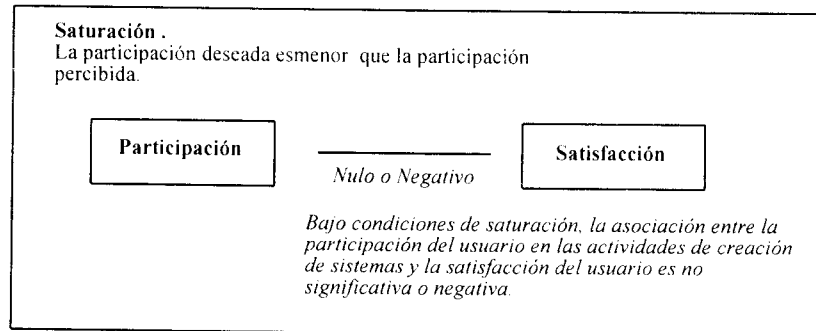 Saturación .
La participación deseada esmenor que la participación
percibida.
Participación
Satisfacción
Nulo o Negativo
Bajo condiciones de saturación, la asociación entre la
participación del usuario en las actividades de creación
de sistemas y la satisfacción del usuario es no
significativa o negativa.